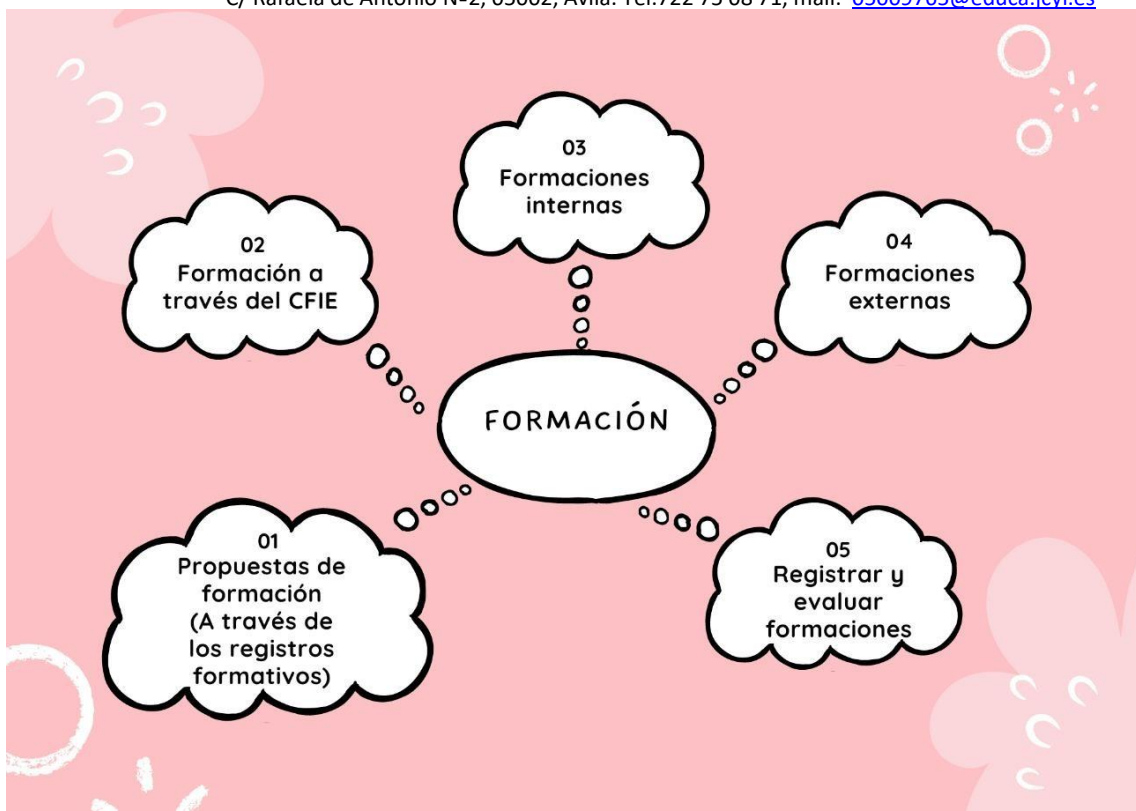 FORMACIÓN
01
Propuestas de
formación
(A través de
los registros
formativos)
02
Formación a
través del CFIE
03
Formaciones
internas
04
Formaciones
externas
05
Registrar y
evaluar
formaciones